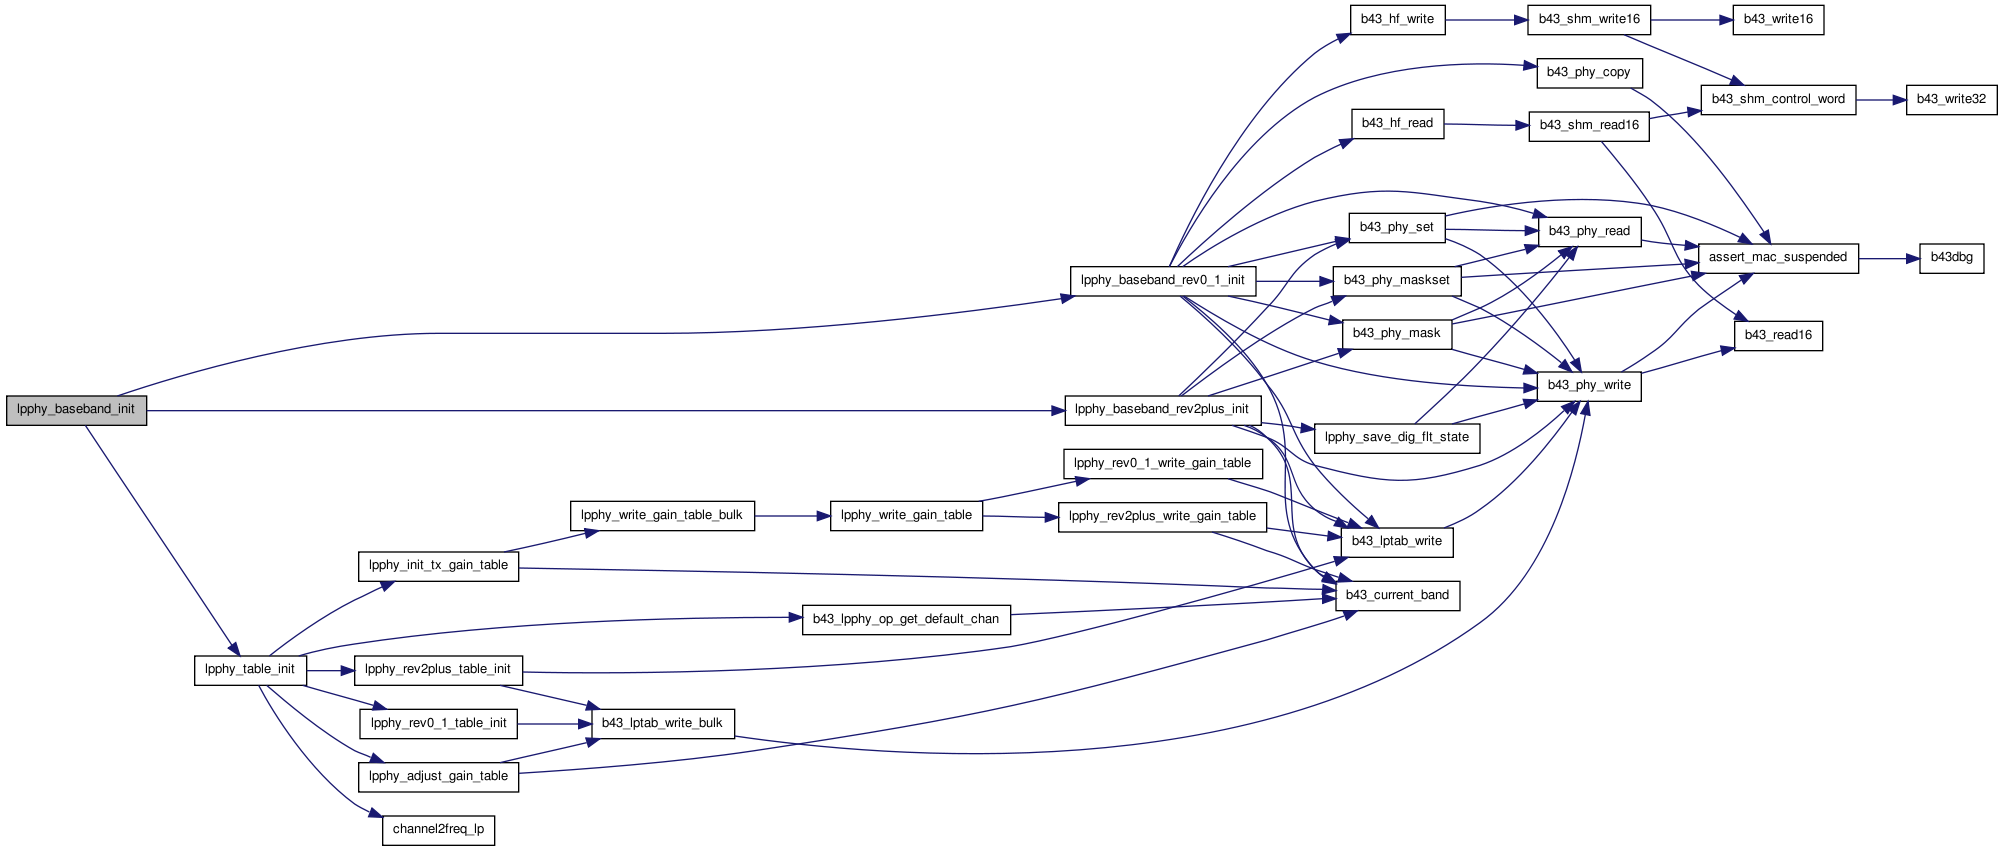 b43_hf_write
b43_shm_write16
b43_write16
b43_phy_copy
b43_shm_control_word
b43_write32
b43_hf_read
b43_shm_read16
b43_phy_set
b43_phy_read
assert_mac_suspended
b43dbg
lpphy_baseband_rev0_1_init
b43_phy_maskset
b43_phy_mask
b43_read16
b43_phy_write
lpphy_baseband_init
lpphy_baseband_rev2plus_init
lpphy_save_dig_flt_state
lpphy_rev0_1_write_gain_table
lpphy_write_gain_table_bulk
lpphy_write_gain_table
lpphy_rev2plus_write_gain_table
b43_lptab_write
lpphy_init_tx_gain_table
b43_current_band
b43_lpphy_op_get_default_chan
lpphy_table_init
lpphy_rev2plus_table_init
lpphy_rev0_1_table_init
b43_lptab_write_bulk
lpphy_adjust_gain_table
channel2freq_lp